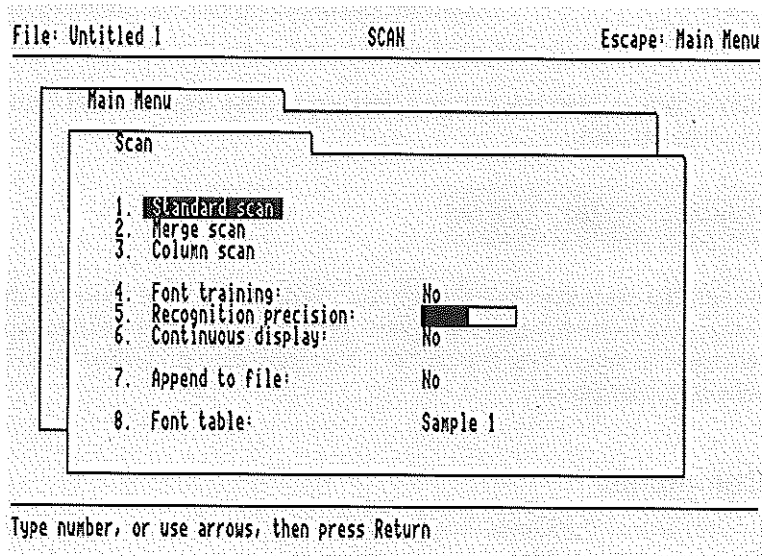 File: Untitled 1 SCAN Escape: Main Menu
Main Menu
Scan
1. Standard scan
2. Merge scan
3. Column scan
4. Font training: No
5. Recognition precision:
6. Continuous display: No
7. Append to file: No
8. Font table: Sample 1
Type number, or use arrows, then press Return